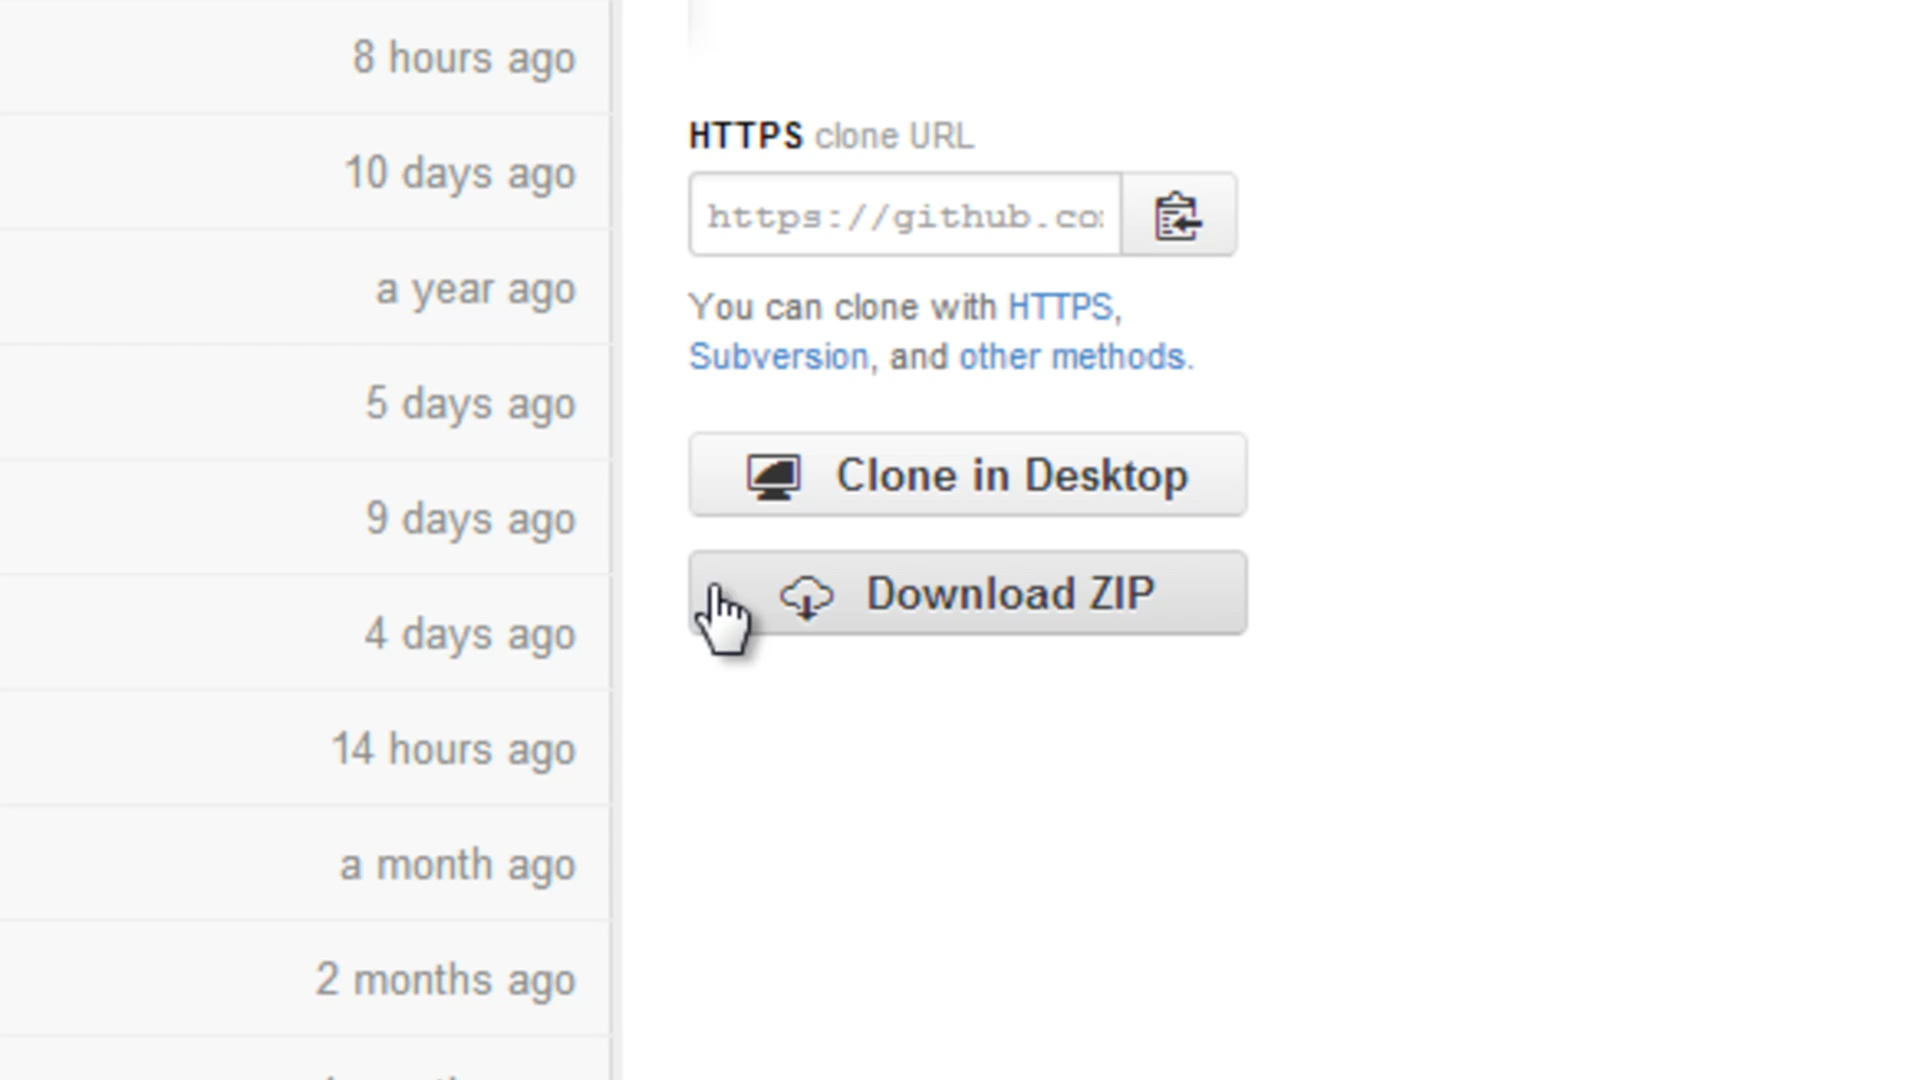 8 hours ago
10 days ago
a year ago
5 days ago
9 days ago
4 days ago
14 hours ago
a month ago
2 months ago
HTTPS clone URL
https://github.co
You can clone with HTTPS,
Subversion, and other methods.
Clone in Desktop
Download ZIP